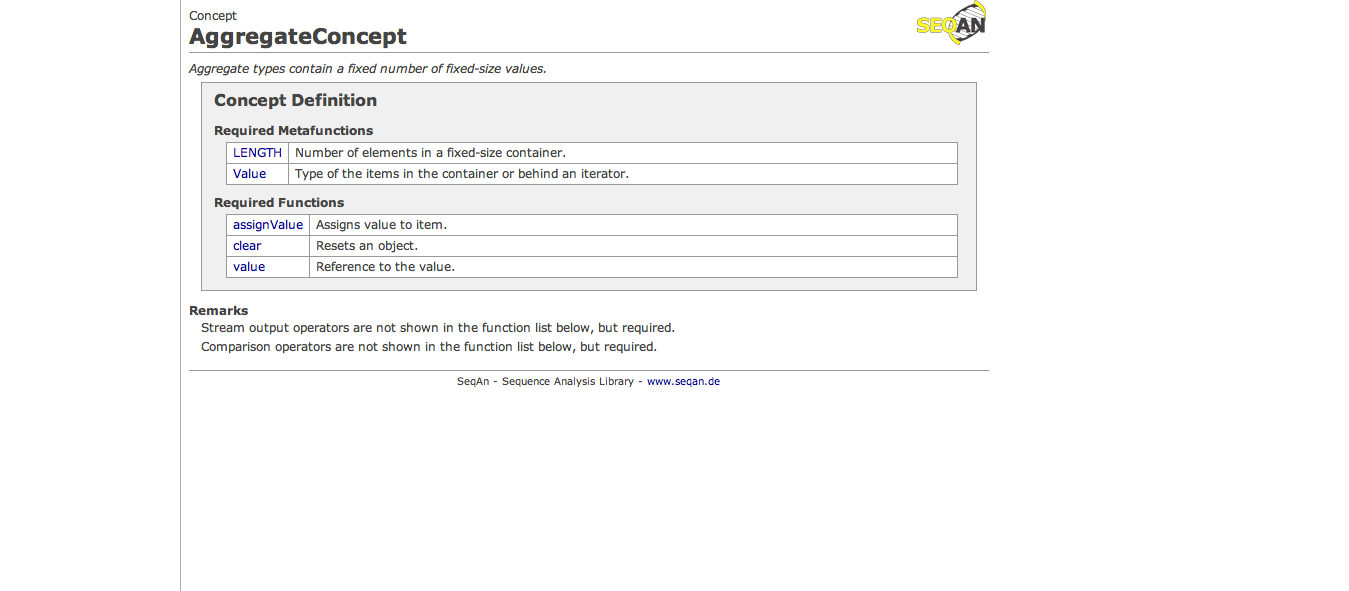 Concept
SEQAN
AggregateConcept
Aggregate types contain a fixed number of fixed-size values.
Concept Definition
Required Metafunctions
LENGTH Number of elements in a fixed-size container.
Value Type of the items in the container or behind an iterator.
Required Functions
assignValue Assigns value to item.
clear Resets an object.
value Reference to the value.
Remarks
Stream output operators are not shown in the function list below, but required.
Comparison operators are not shown in the function list below, but required.
SeqAn - Sequence Analysis Library - www.seqan.de